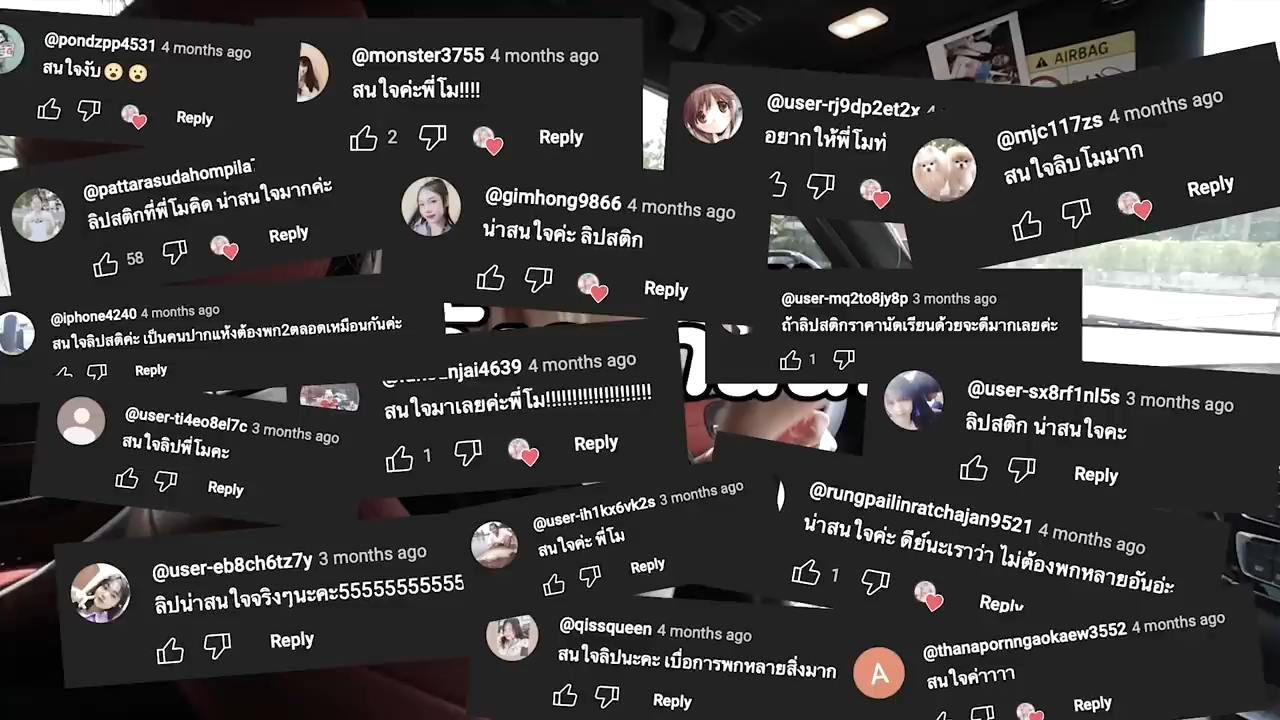 @pondzpp4531 4 months ago
สนใจงับ😮😮
Reply
@monster3755 4 months ago
สนใจค่ะพี่โม!!!!
2
Reply
AIRBAG
@user-rj9dp2et2x
อยากให้พี่โมท่
@mjc117zs 4 months ago
สนใจลิบโมมาก
Reply
@pattarasudahompila
ลิปสติกที่พี่โมคิด น่าสนใจมากค่ะ
58
Reply
@gimhong9866 4 months ago
น่าสนใจค่ะ ลิปสติก
Reply
@iphone4240 4 months ago
สนใจลิปสติค่ะ เป็นคนปากแห้งต้องพก2ตลอดเหมือนกันค่ะ
Reply
@user-mq2to8jy8p 3 months ago
ถ้าลิปสติกราคานัดเรียนด้วยจะดีมากเลยค่ะ
1
njai4639 4 months ago
สนใจมาเลยค่ะพี่โม!!!!!!!!!!!!!!!!!!!!
1
Reply
@user-sx8rf1nl5s 3 months ago
ลิปสติก น่าสนใจคะ
Reply
@user-ti4eo8el7c 3 months ago
สนใจลิปพี่โมคะ
Reply
@user-ih1kx6vk2s 3 months ago
สนใจค่ะ พี่โม
Reply
@rungpailinratchajan9521 4 months ago
น่าสนใจค่ะ ดีย์นะเราว่า ไม่ต้องพกหลายอันอ่ะ
1
Reply
@user-eb8ch6tz7y 3 months ago
ลิปน่าสนใจจริงๆนะคะ555555555555
Reply
@qissqueen 4 months ago
สนใจลิปนะคะ เบื่อการพกหลายสิ่งมาก
Reply
A
@thanapornngaokaew3552 4 months ago
สนใจค่าาาา
Reply